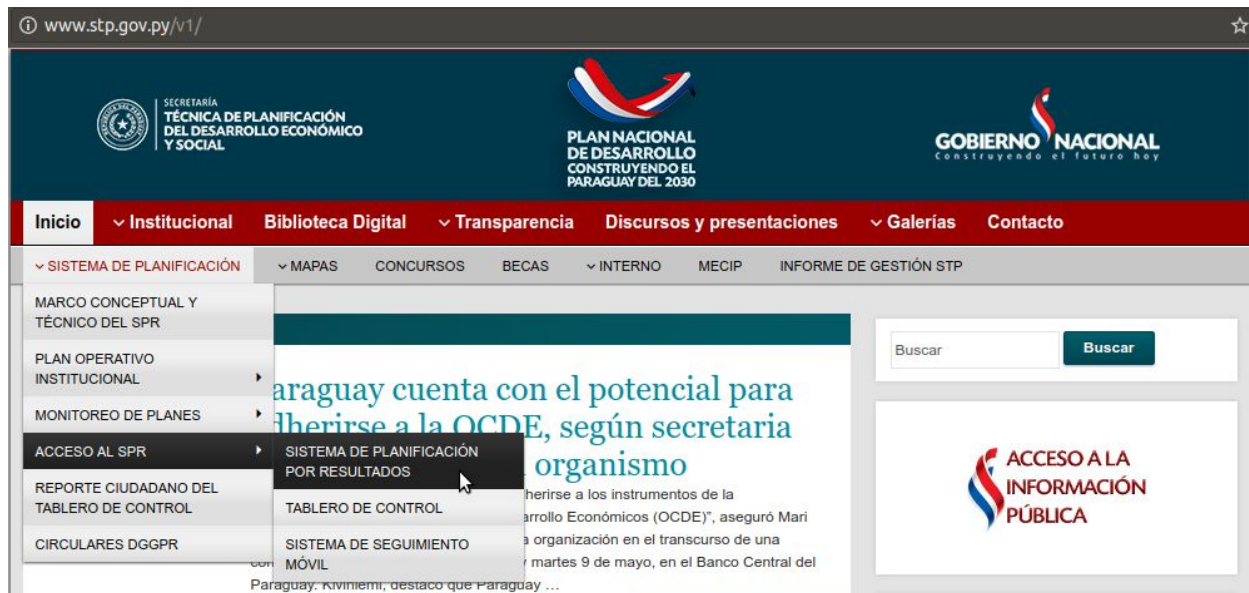 www.stp.gov.py/v1/
SECRETARÍA
TÉCNICA DE PLANIFICACIÓN
DEL DESARROLLO ECONÓMICO
Y SOCIAL
PLAN NACIONAL
DE DESARROLLO
CONSTRUYENDO EL
PARAGUAY DEL 2030
GOBIERNO NACIONAL
Construyendo el futuro hoy
Inicio Institucional Biblioteca Digital Transparencia Discursos y presentaciones Galerías Contacto
SISTEMA DE PLANIFICACIÓN MAPAS CONCURSOS BECAS INTERNO MECIP INFORME DE GESTIÓN STP
MARCO CONCEPTUAL Y
TÉCNICO DEL SPR
PLAN OPERATIVO
INSTITUCIONAL
MONITOREO DE PLANES
ACCESO AL SPR
REPORTE CIUDADANO DEL
TABLERO DE CONTROL
CIRCULARES DGGPR
SISTEMA DE PLANIFICACIÓN
POR RESULTADOS
TABLERO DE CONTROL
SISTEMA DE SEGUIMIENTO
MÓVIL
araguay cuenta con el potencial para
dherirse a la OCDE, según secretaria
organismo
herirse a los instrumentos de la
arrollo Económicos (OCDE)", aseguró Mari
a organización en el transcurso de una
y martes 9 de mayo, en el Banco Central del
Paraguay. Kiviniemi, destacó que Paraguay ...
Buscar Buscar
ACCESO A LA
INFORMACIÓN
PÚBLICA